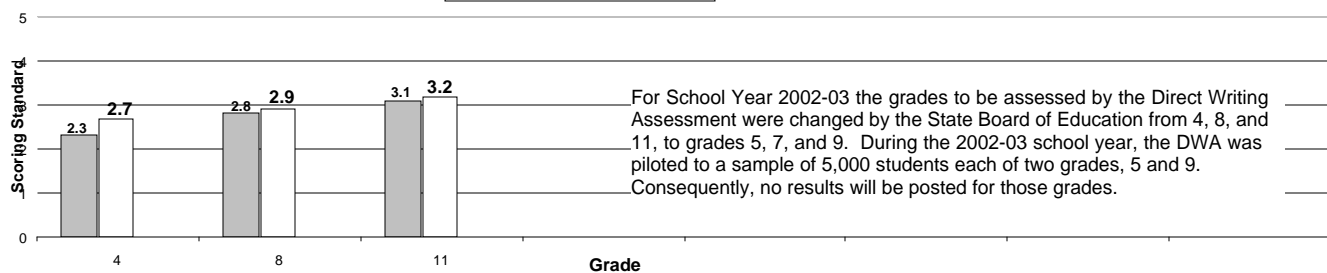 5
4
3
2
1
0
Scoring Standard
2.3
2.7
2.8
2.9
3.1
3.2
For School Year 2002-03 the grades to be assessed by the Direct Writing
Assessment were changed by the State Board of Education from 4, 8, and
11, to grades 5, 7, and 9. During the 2002-03 school year, the DWA was
piloted to a sample of 5,000 students each of two grades, 5 and 9.
Consequently, no results will be posted for those grades.
4
8
11
Grade